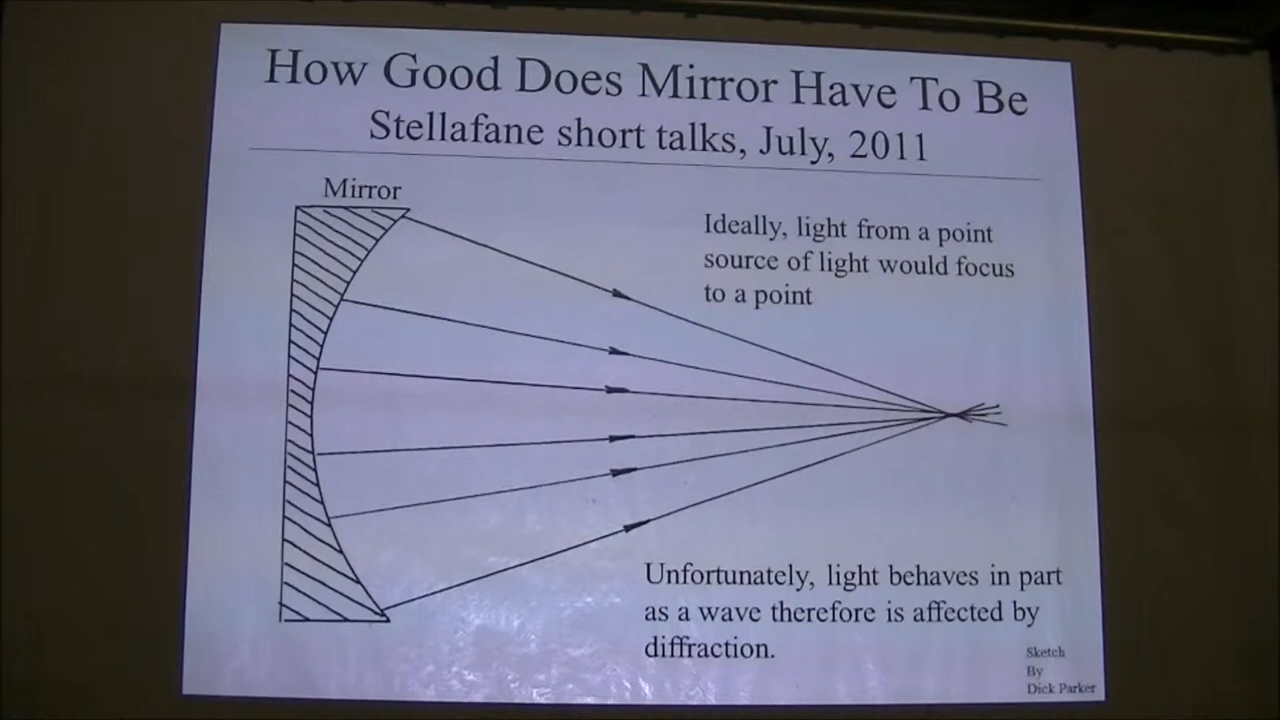 How Good Does Mirror Have To Be
Stellafane short talks, July, 2011
Mirror
Ideally, light from a point
source of light would focus
to a point
Unfortunately, light behaves in part
as a wave therefore is affected by
diffraction.
Sketch
By
Dick Parker